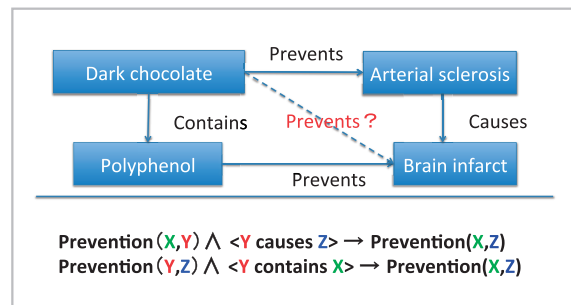 Prevents
Dark chocolate
Arterial sclerosis
Contains
Prevents？
Causes
Polyphenol
Brain infarct
Prevents
Prevention(X,Y)∧ <Y causes Z> → Prevention(X,Z)
Prevention(Y,Z)∧ <Y contains X> → Prevention(X,Z)